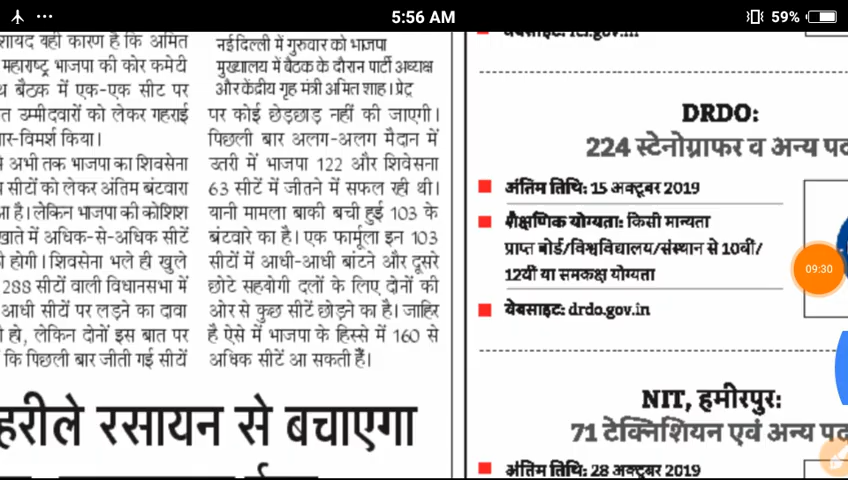 5:56 AM
59%
शायद वही कारण है कि अमित
महाराष्ट्र भाजपा की कोर कमेटी
थ बैठक में एक-एक सीट पर
त उम्मीदवारों को लेकर गहराई
ार-विमर्श किया।
े अभी तक भाजपा का शिवसेना
सीटों को लेकर अंतिम बंटवारा
आ है। लेकिन भाजपा की कोशिश
खाते में अधिक-से-अधिक सीटें
ी होगी। शिवसेना भले ही खुले
288 सीटों वाली विधानसभा में
आधी सीटों पर लड़ने का दावा
ी हो, लेकिन दोनों इस बात पर
कि पिछली बार जीती गई सीटों
नई दिल्ली में गुरुवार को भाजपा
मुख्यालय में बैठक के दौरान पार्टी अध्यक्ष
और केंद्रीय गृह मंत्री अमित शाह। प्रेट्र
पर कोई छेड़छाड़ नहीं की जाएगी।
पिछली बार अलग-अलग मैदान में
उतरी में भाजपा 122 और शिवेसना
63 सीटें में जीतने में सफल रही थी।
यानी मामला बाकी बची हुई 103 के
बंटवारे का है। एक फार्मूला इन 103
सीटों में आधी-आधी बांटने और दूसरे
छोटे सहयोगी दलों के लिए दोनों की
ओर से कुछ सीटें छोड़ने का है। जाहिर
है ऐसे में भाजपा के हिस्से में 160 से
अधिक सीटें आ सकती हैं।
हरीले रसायन से बचाएगा
DRDO:
224 स्टेनोग्राफर व अन्य पद
अंतिम तिथि: 15 अक्टूबर 2019
शैक्षणिक योग्यता: किसी मान्यता
प्राप्त बोर्ड/विश्वविद्यालय/संस्थान से 10वीं/
12वीं या समकक्ष योग्यता
वेबसाइट: drdo.gov.in
09:30
NIT, हमीरपुर:
71 टेक्निशियन एवं अन्य पद
अंतिम तिथि: 28 अक्टूबर 2019